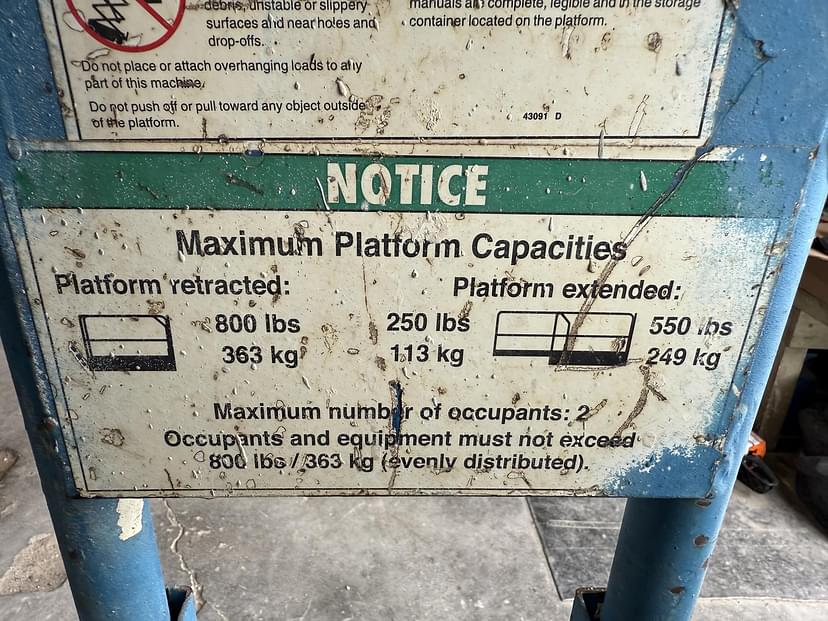 debris, unstable or slippery
surfaces and near holes and
drop-offs.
Do not place or attach overhanging loads to any
part of this machine.
Do not push off or pull toward any object outside
of the platform.
manuals are complete, legible and in the storage
container located on the platform.
43091 D
NOTICE
Maximum Platform Capacities
Platform retracted:
800 lbs
363 kg
Platform extended:
250 lbs
113 kg
550 lbs
249 kg
Maximum number of occupants: 2
Occupants and equipment must not exceed
800 lbs / 363 kg (evenly distributed).